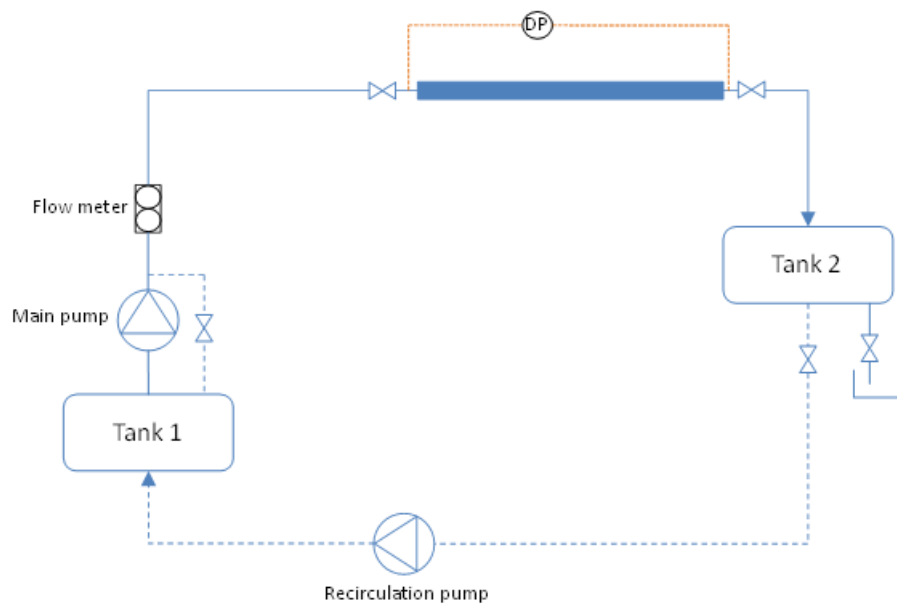 DP
Flow meter
Tank 2
Main pump
Tank 1
Recirculation pump